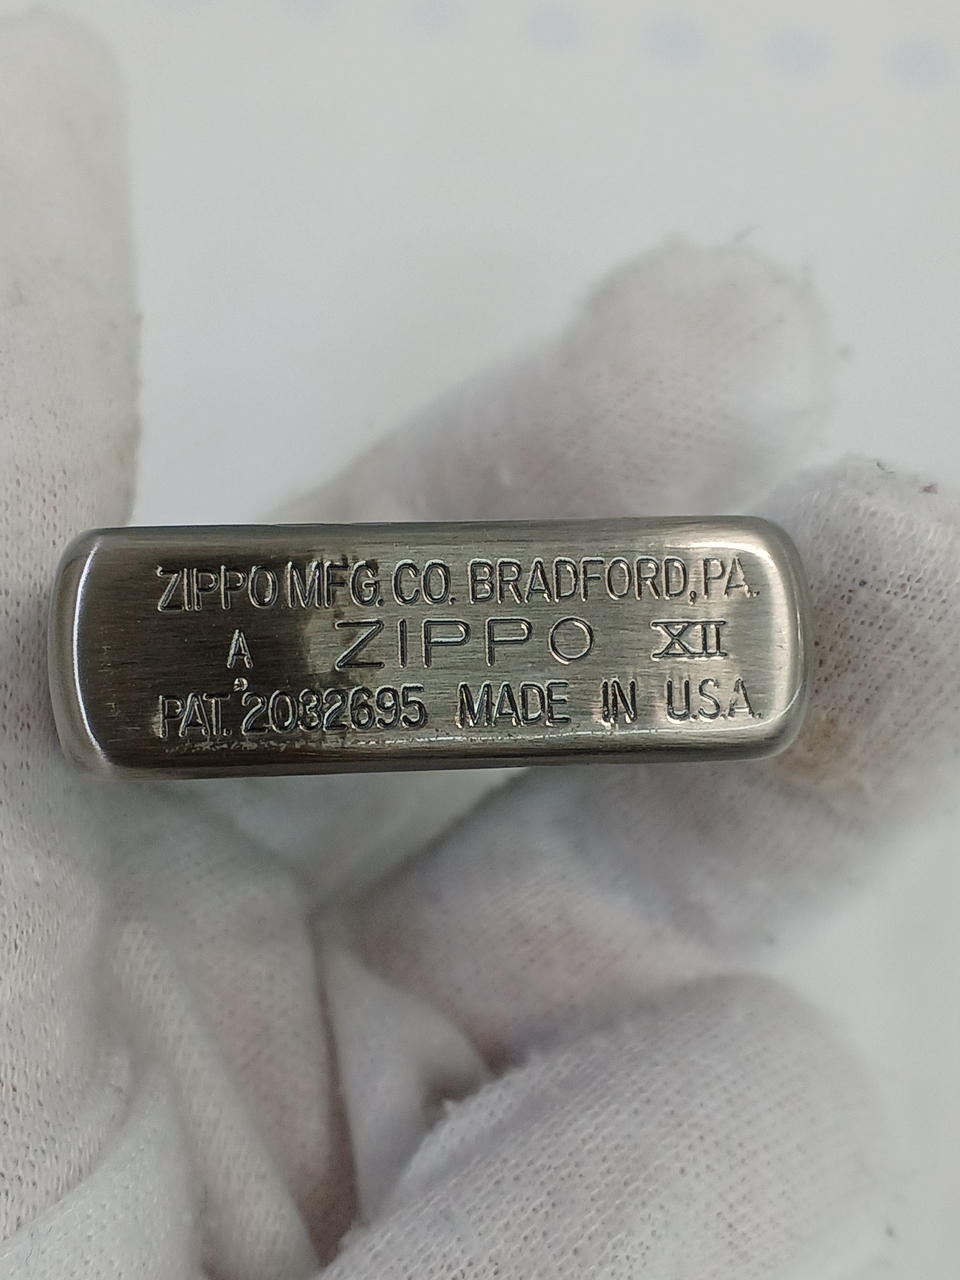 ZIPPO MFG. CO. BRADFORD, PA.
A ZIPPO XII
PAT. 2032695 MADE IN U.S.A.